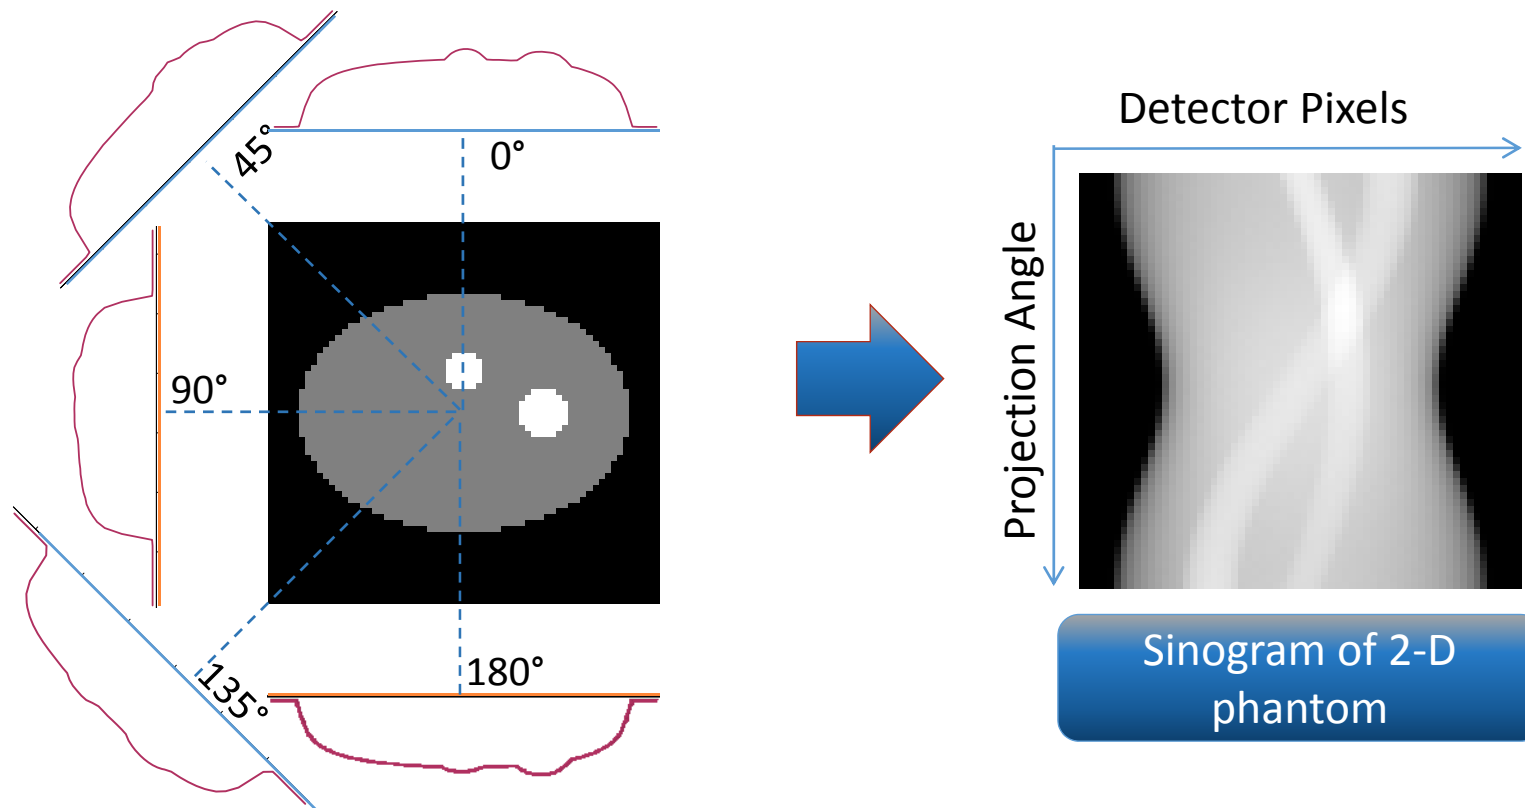 45°
0°
90°
135°
180°
Detector Pixels
Projection Angle
Sinogram of 2-D
phantom